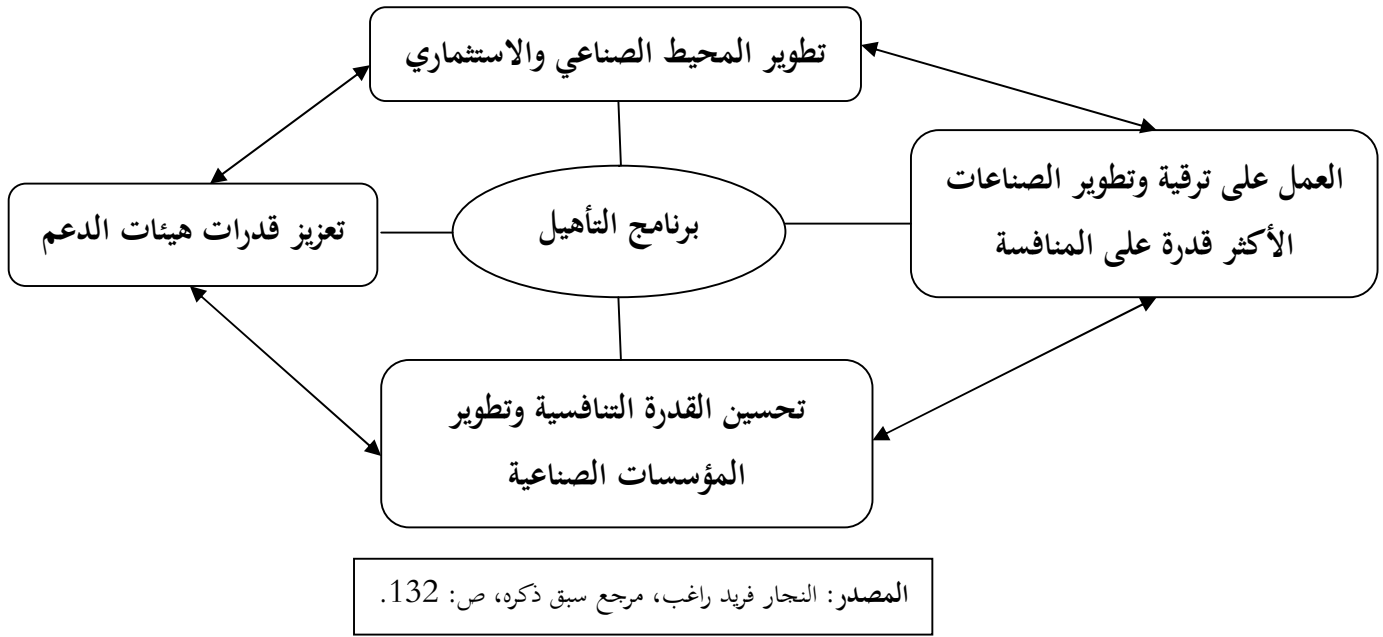 تطوير المحيط الصناعي والاستثماري
العمل على ترقية وتطوير الصناعات
الأكثر قدرة على المنافسة
برنامج التأهيل
تعزيز قدرات هيئات الدعم
تحسين القدرة التنافسية وتطوير
المؤسسات الصناعية
المصدر: النجار فريد راغب، مرجع سبق ذكره، ص: 132.